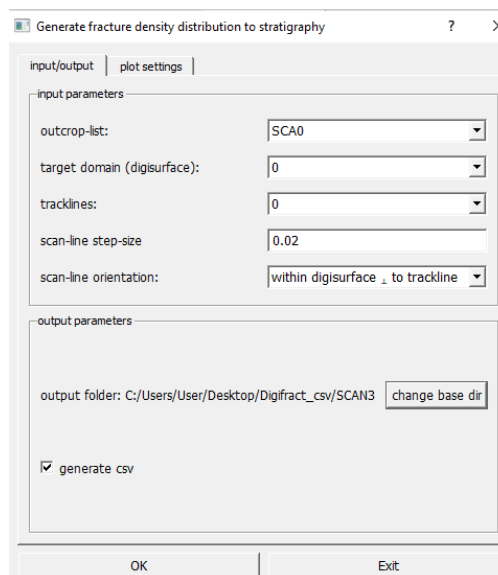 Generate fracture density distribution to stratigraphy ?
input/output plot settings
input parameters
outcrop-list: SCA0
target domain (digisurface): 0
tracklines: 0
scan-line step-size 0.02
scan-line orientation: within digisurface ⊥ to trackline
output parameters
output folder: C:/Users/User/Desktop/Digifract_csv/SCAN3 change base dir
generate csv
OK Exit